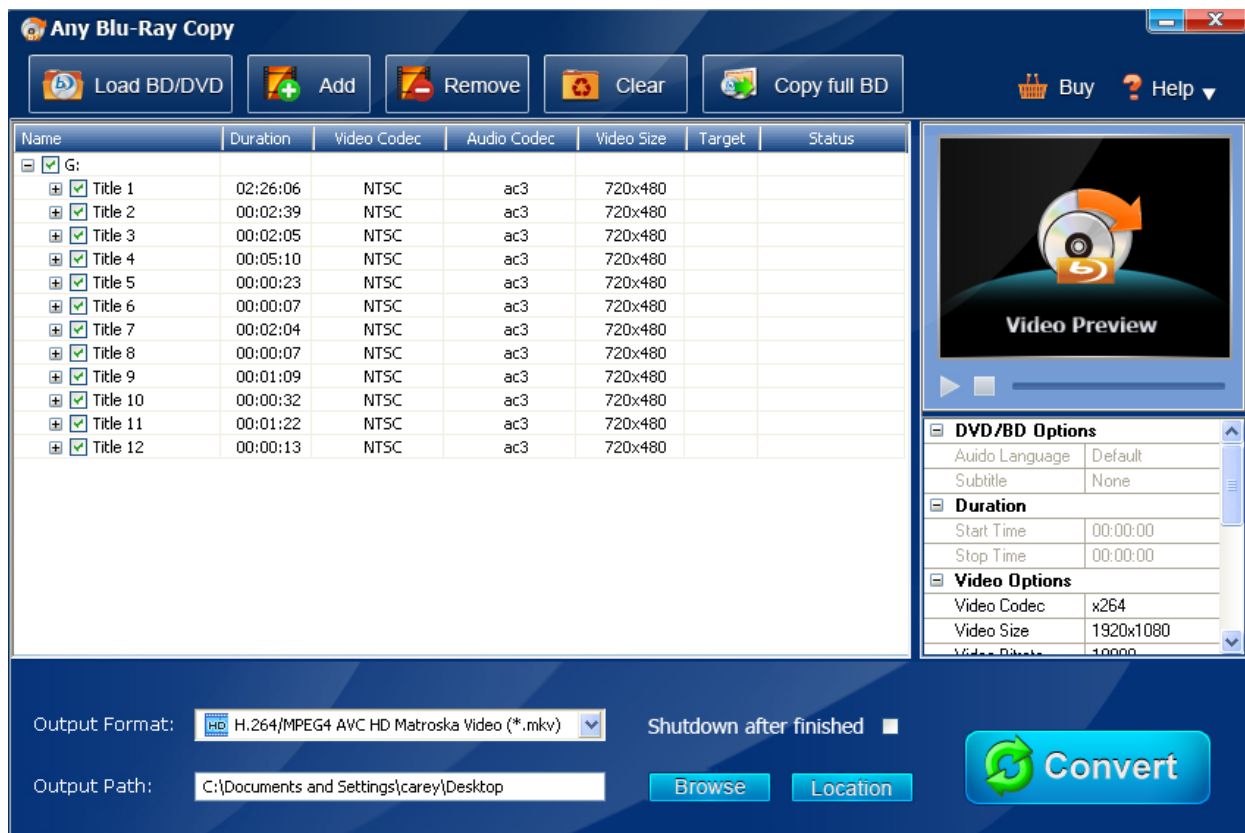 Any Blu-Ray Copy
Load BD/DVD Add Remove Clear Copy full BD Buy Help
Name Duration Video Codec Audio Codec Video Size Target Status
G:
Title 1 02:26:06 NTSC ac3 720x480
Title 2 00:02:39 NTSC ac3 720x480
Title 3 00:02:05 NTSC ac3 720x480
Title 4 00:05:10 NTSC ac3 720x480
Title 5 00:00:23 NTSC ac3 720x480
Title 6 00:00:07 NTSC ac3 720x480
Title 7 00:02:04 NTSC ac3 720x480
Title 8 00:00:07 NTSC ac3 720x480
Title 9 00:01:09 NTSC ac3 720x480
Title 10 00:00:32 NTSC ac3 720x480
Title 11 00:01:22 NTSC ac3 720x480
Title 12 00:00:13 NTSC ac3 720x480
Video Preview
DVD/BD Options
Auido Language Default
Subtitle None
Duration
Start Time 00:00:00
Stop Time 00:00:00
Video Options
Video Codec x264
Video Size 1920x1080
Video Bitrate
Output Format: HD H.264/MPEG4 AVC HD Matroska Video (*.mkv) Shutdown after finished
Output Path: C:\Documents and Settings\carey\Desktop Browse Location
Convert